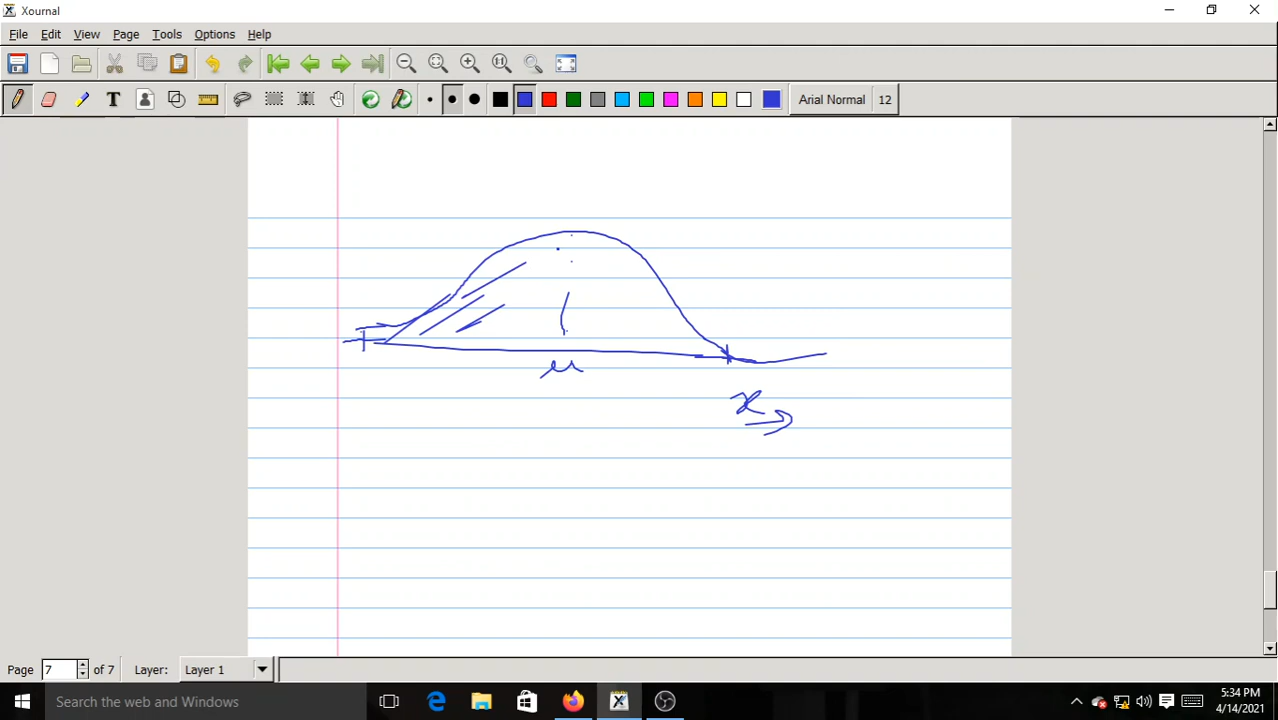 Xournal
File Edit View Page Tools Options Help
Arial Normal 12
μ
x
Page 7 of 7 Layer: Layer 1
Search the web and Windows
5:34 PM
4/14/2021